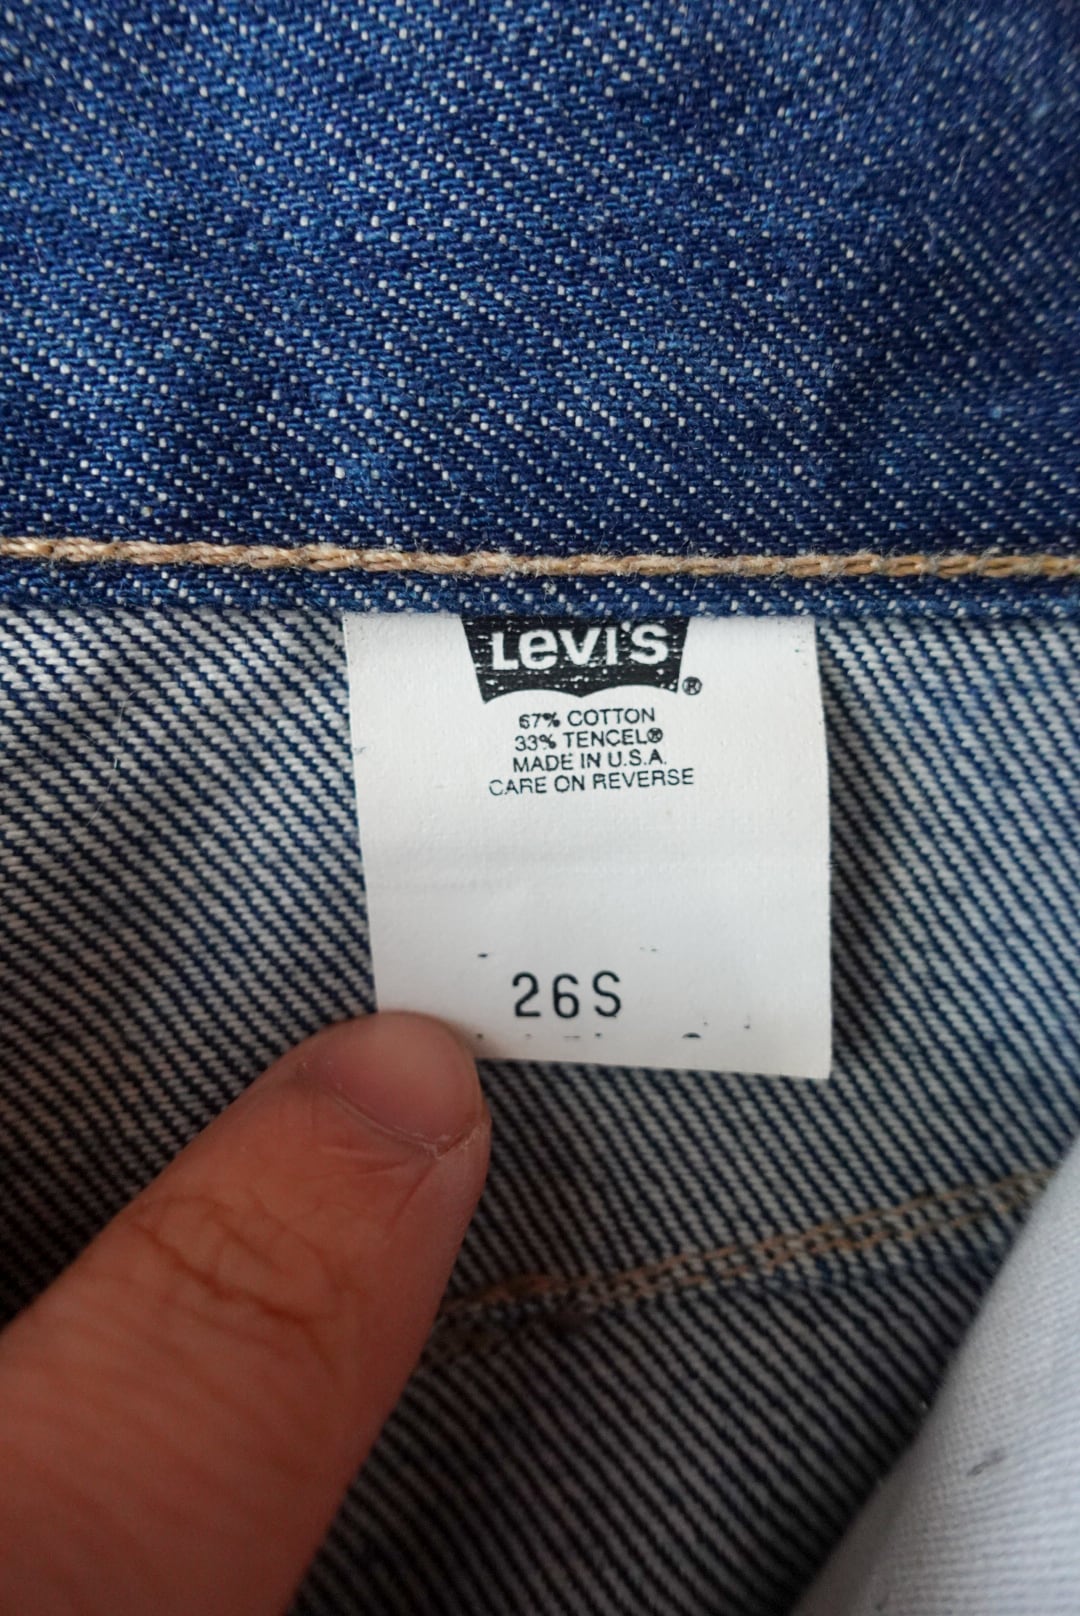 Levi's®
67% COTTON
33% TENCEL®
MADE IN U.S.A.
CARE ON REVERSE
26S